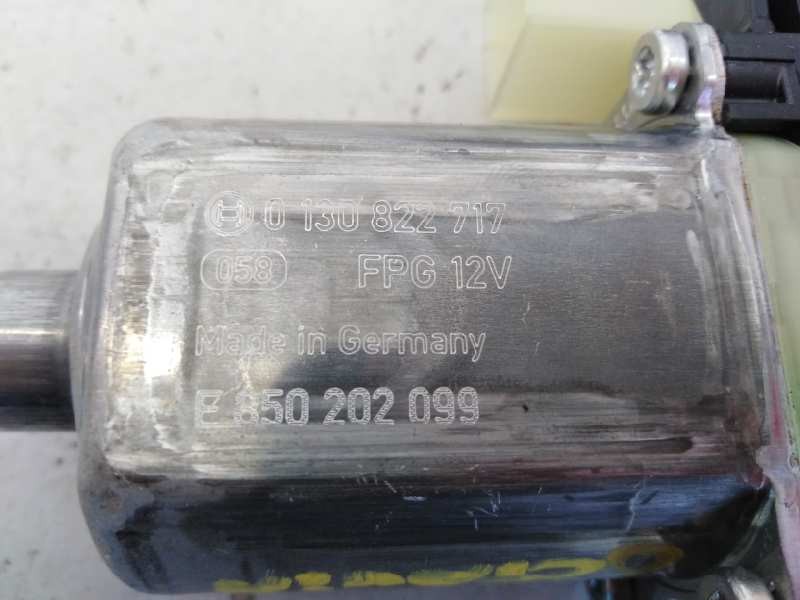 0 130 822 717
058 FPG 12V
Made in Germany
E 850 202 099